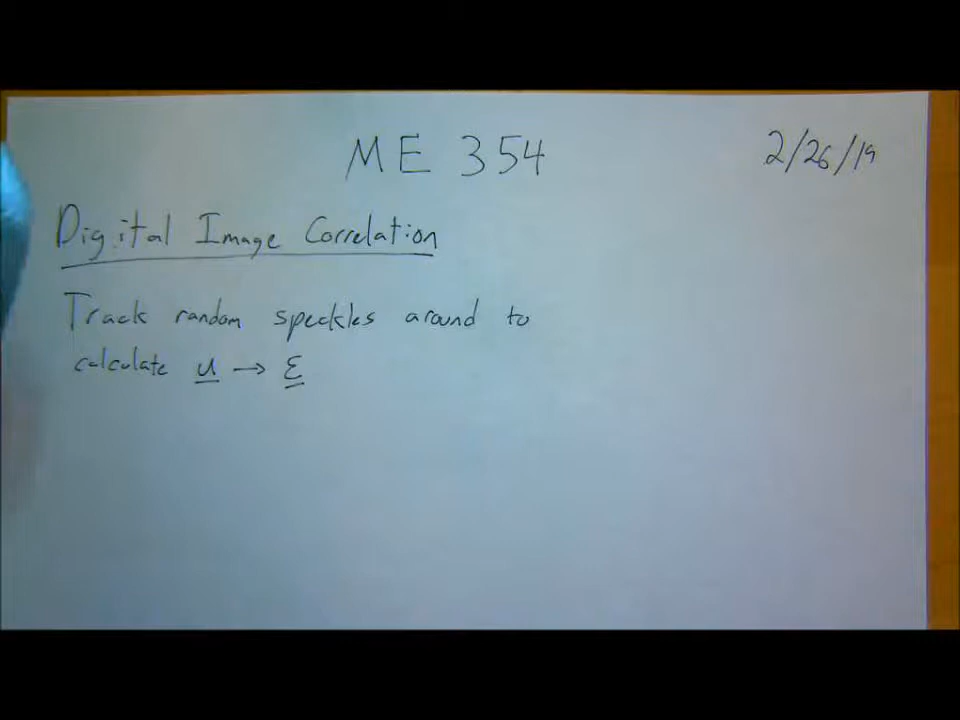 ME 354
2/26/19
Digital Image Correlation
Track random speckles around to
calculate u → ε